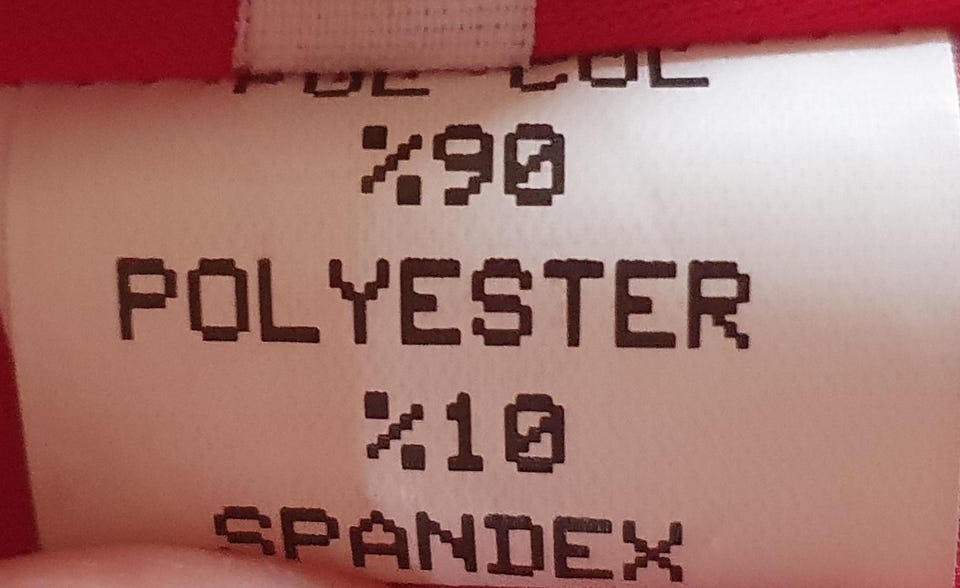 %90
POLYESTER
%10
SPANDEX